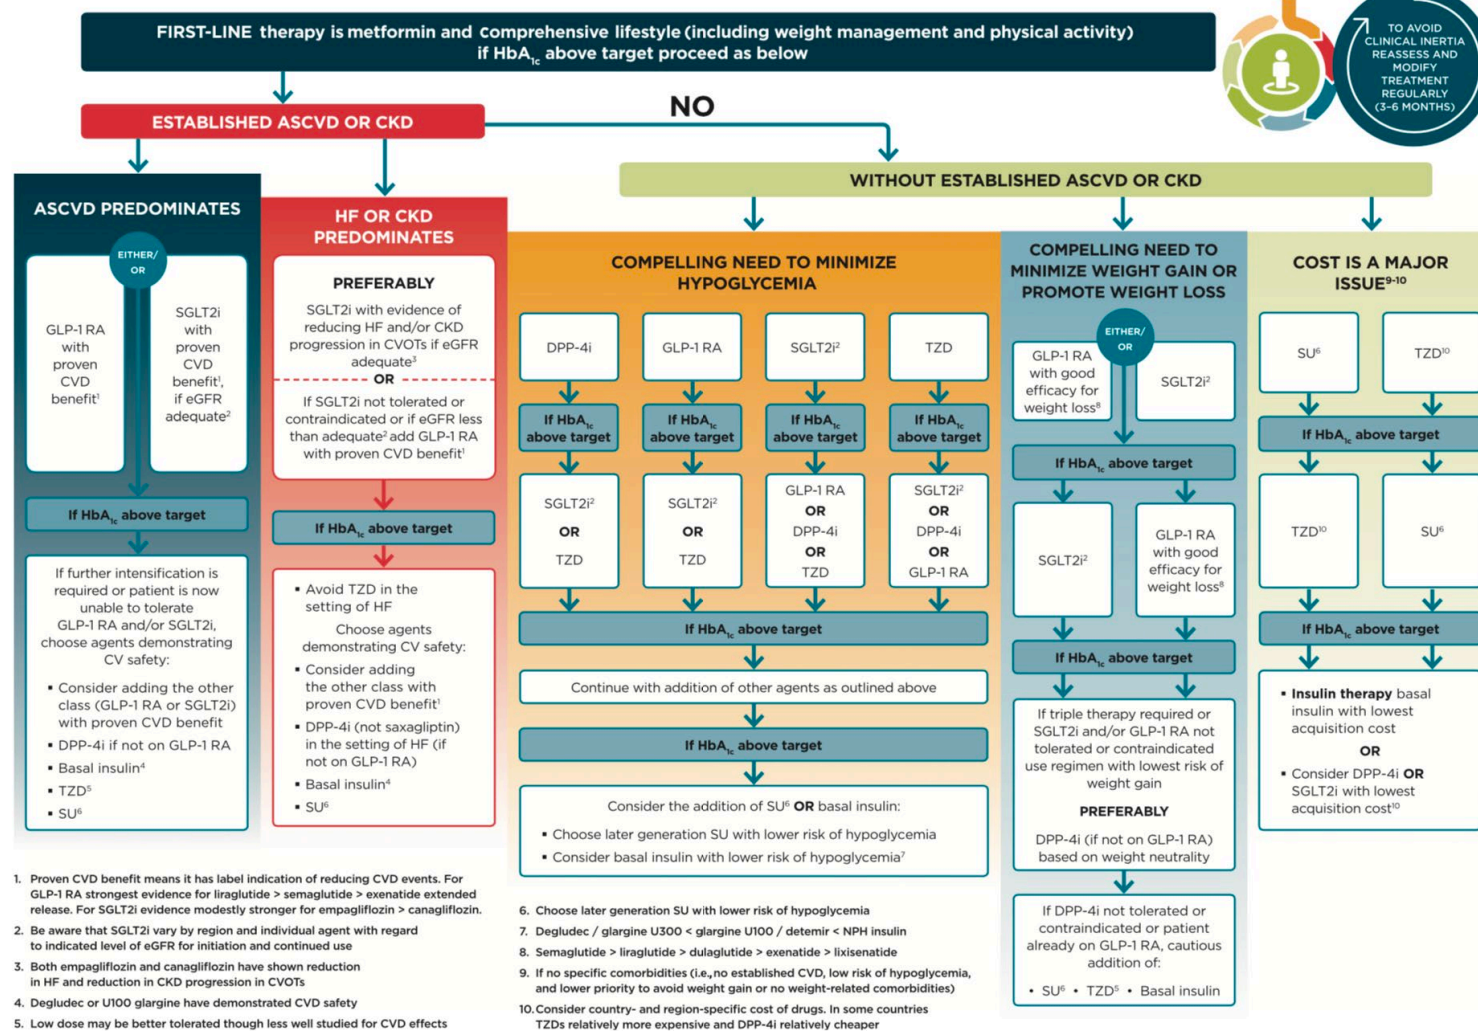 FIRST-LINE therapy is metformin and comprehensive lifestyle (including weight management and physical activity)
if HbA1c above target proceed as below
TO AVOID
CLINICAL INERTIA
REASSESS AND
MODIFY
TREATMENT
REGULARLY
(3–6 MONTHS)
ESTABLISHED ASCVD OR CKD
NO
WITHOUT ESTABLISHED ASCVD OR CKD
ASCVD PREDOMINATES
EITHER/
OR
GLP-1 RA
with
proven
CVD
benefit¹
SGLT2i
with
proven
CVD
benefit¹,
if eGFR
adequate²
If HbA1c above target
If further intensification is
required or patient is now
unable to tolerate
GLP-1 RA and/or SGLT2i,
choose agents demonstrating
CV safety:
▪ Consider adding the other
class (GLP-1 RA or SGLT2i)
with proven CVD benefit
▪ DPP-4i if not on GLP-1 RA
▪ Basal insulin⁴
▪ TZD⁵
▪ SU⁶
HF OR CKD
PREDOMINATES
PREFERABLY
SGLT2i with evidence of
reducing HF and/or CKD
progression in CVOTs if eGFR
adequate³
OR
If SGLT2i not tolerated or
contraindicated or if eGFR less
than adequate² add GLP-1 RA
with proven CVD benefit¹
If HbA1c above target
▪ Avoid TZD in the
setting of HF
Choose agents
demonstrating CV safety:
▪ Consider adding
the other class with
proven CVD benefit¹
▪ DPP-4i (not saxagliptin)
in the setting of HF (if
not on GLP-1 RA)
▪ Basal insulin⁴
▪ SU⁶
COMPELLING NEED TO MINIMIZE
HYPOGLYCEMIA
DPP-4i
GLP-1 RA
SGLT2i²
TZD
If HbA1c
above target
If HbA1c
above target
If HbA1c
above target
If HbA1c
above target
SGLT2i²
OR
TZD
SGLT2i²
OR
TZD
GLP-1 RA
OR
DPP-4i
OR
TZD
SGLT2i²
OR
DPP-4i
OR
GLP-1 RA
If HbA1c above target
Continue with addition of other agents as outlined above
If HbA1c above target
Consider the addition of SU⁶ OR basal insulin:
▪ Choose later generation SU with lower risk of hypoglycemia
▪ Consider basal insulin with lower risk of hypoglycemia⁷
COMPELLING NEED TO
MINIMIZE WEIGHT GAIN OR
PROMOTE WEIGHT LOSS
EITHER/
OR
GLP-1 RA
with good
efficacy for
weight loss⁸
SGLT2i²
If HbA1c above target
SGLT2i²
GLP-1 RA
with good
efficacy for
weight loss⁸
If HbA1c above target
If triple therapy required or
SGLT2i and/or GLP-1 RA not
tolerated or contraindicated
use regimen with lowest risk of
weight gain
PREFERABLY
DPP-4i (if not on GLP-1 RA)
based on weight neutrality
If DPP-4i not tolerated or
contraindicated or patient
already on GLP-1 RA, cautious
addition of:
• SU⁶ • TZD⁵ • Basal insulin
COST IS A MAJOR
ISSUE⁹⁻¹⁰
SU⁶
TZD¹⁰
If HbA1c above target
TZD¹⁰
SU⁶
If HbA1c above target
▪ Insulin therapy basal
insulin with lowest
acquisition cost
OR
▪ Consider DPP-4i OR
SGLT2i with lowest
acquisition cost¹⁰
1. Proven CVD benefit means it has label indication of reducing CVD events. For
GLP-1 RA strongest evidence for liraglutide > semaglutide > exenatide extended
release. For SGLT2i evidence modestly stronger for empagliflozin > canagliflozin.
2. Be aware that SGLT2i vary by region and individual agent with regard
to indicated level of eGFR for initiation and continued use
3. Both empagliflozin and canagliflozin have shown reduction
in HF and reduction in CKD progression in CVOTs
4. Degludec or U100 glargine have demonstrated CVD safety
5. Low dose may be better tolerated though less well studied for CVD effects
6. Choose later generation SU with lower risk of hypoglycemia
7. Degludec / glargine U300 < glargine U100 / detemir < NPH insulin
8. Semaglutide > liraglutide > dulaglutide > exenatide > lixisenatide
9. If no specific comorbidities (i.e., no established CVD, low risk of hypoglycemia,
and lower priority to avoid weight gain or no weight-related comorbidities)
10. Consider country- and region-specific cost of drugs. In some countries
TZDs relatively more expensive and DPP-4i relatively cheaper